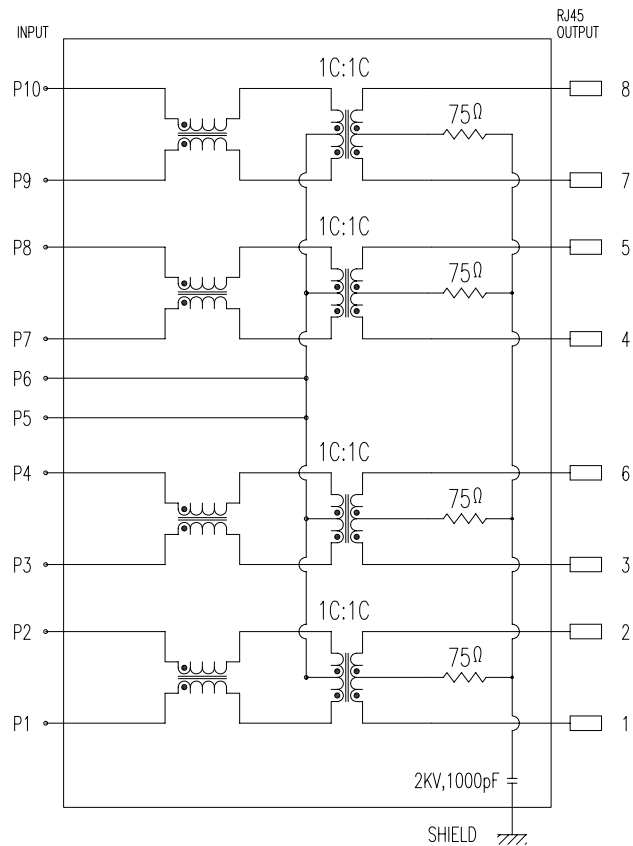 RJ45
INPUT OUTPUT
1C:1C
P10 8
75Ω
P9 7
1C:1C
P8 5
75Ω
P7 4
P6
P5
1C:1C
P4 6
75Ω
P3 3
1C:1C
P2 2
75Ω
P1 1
2KV,1000pF
SHIELD